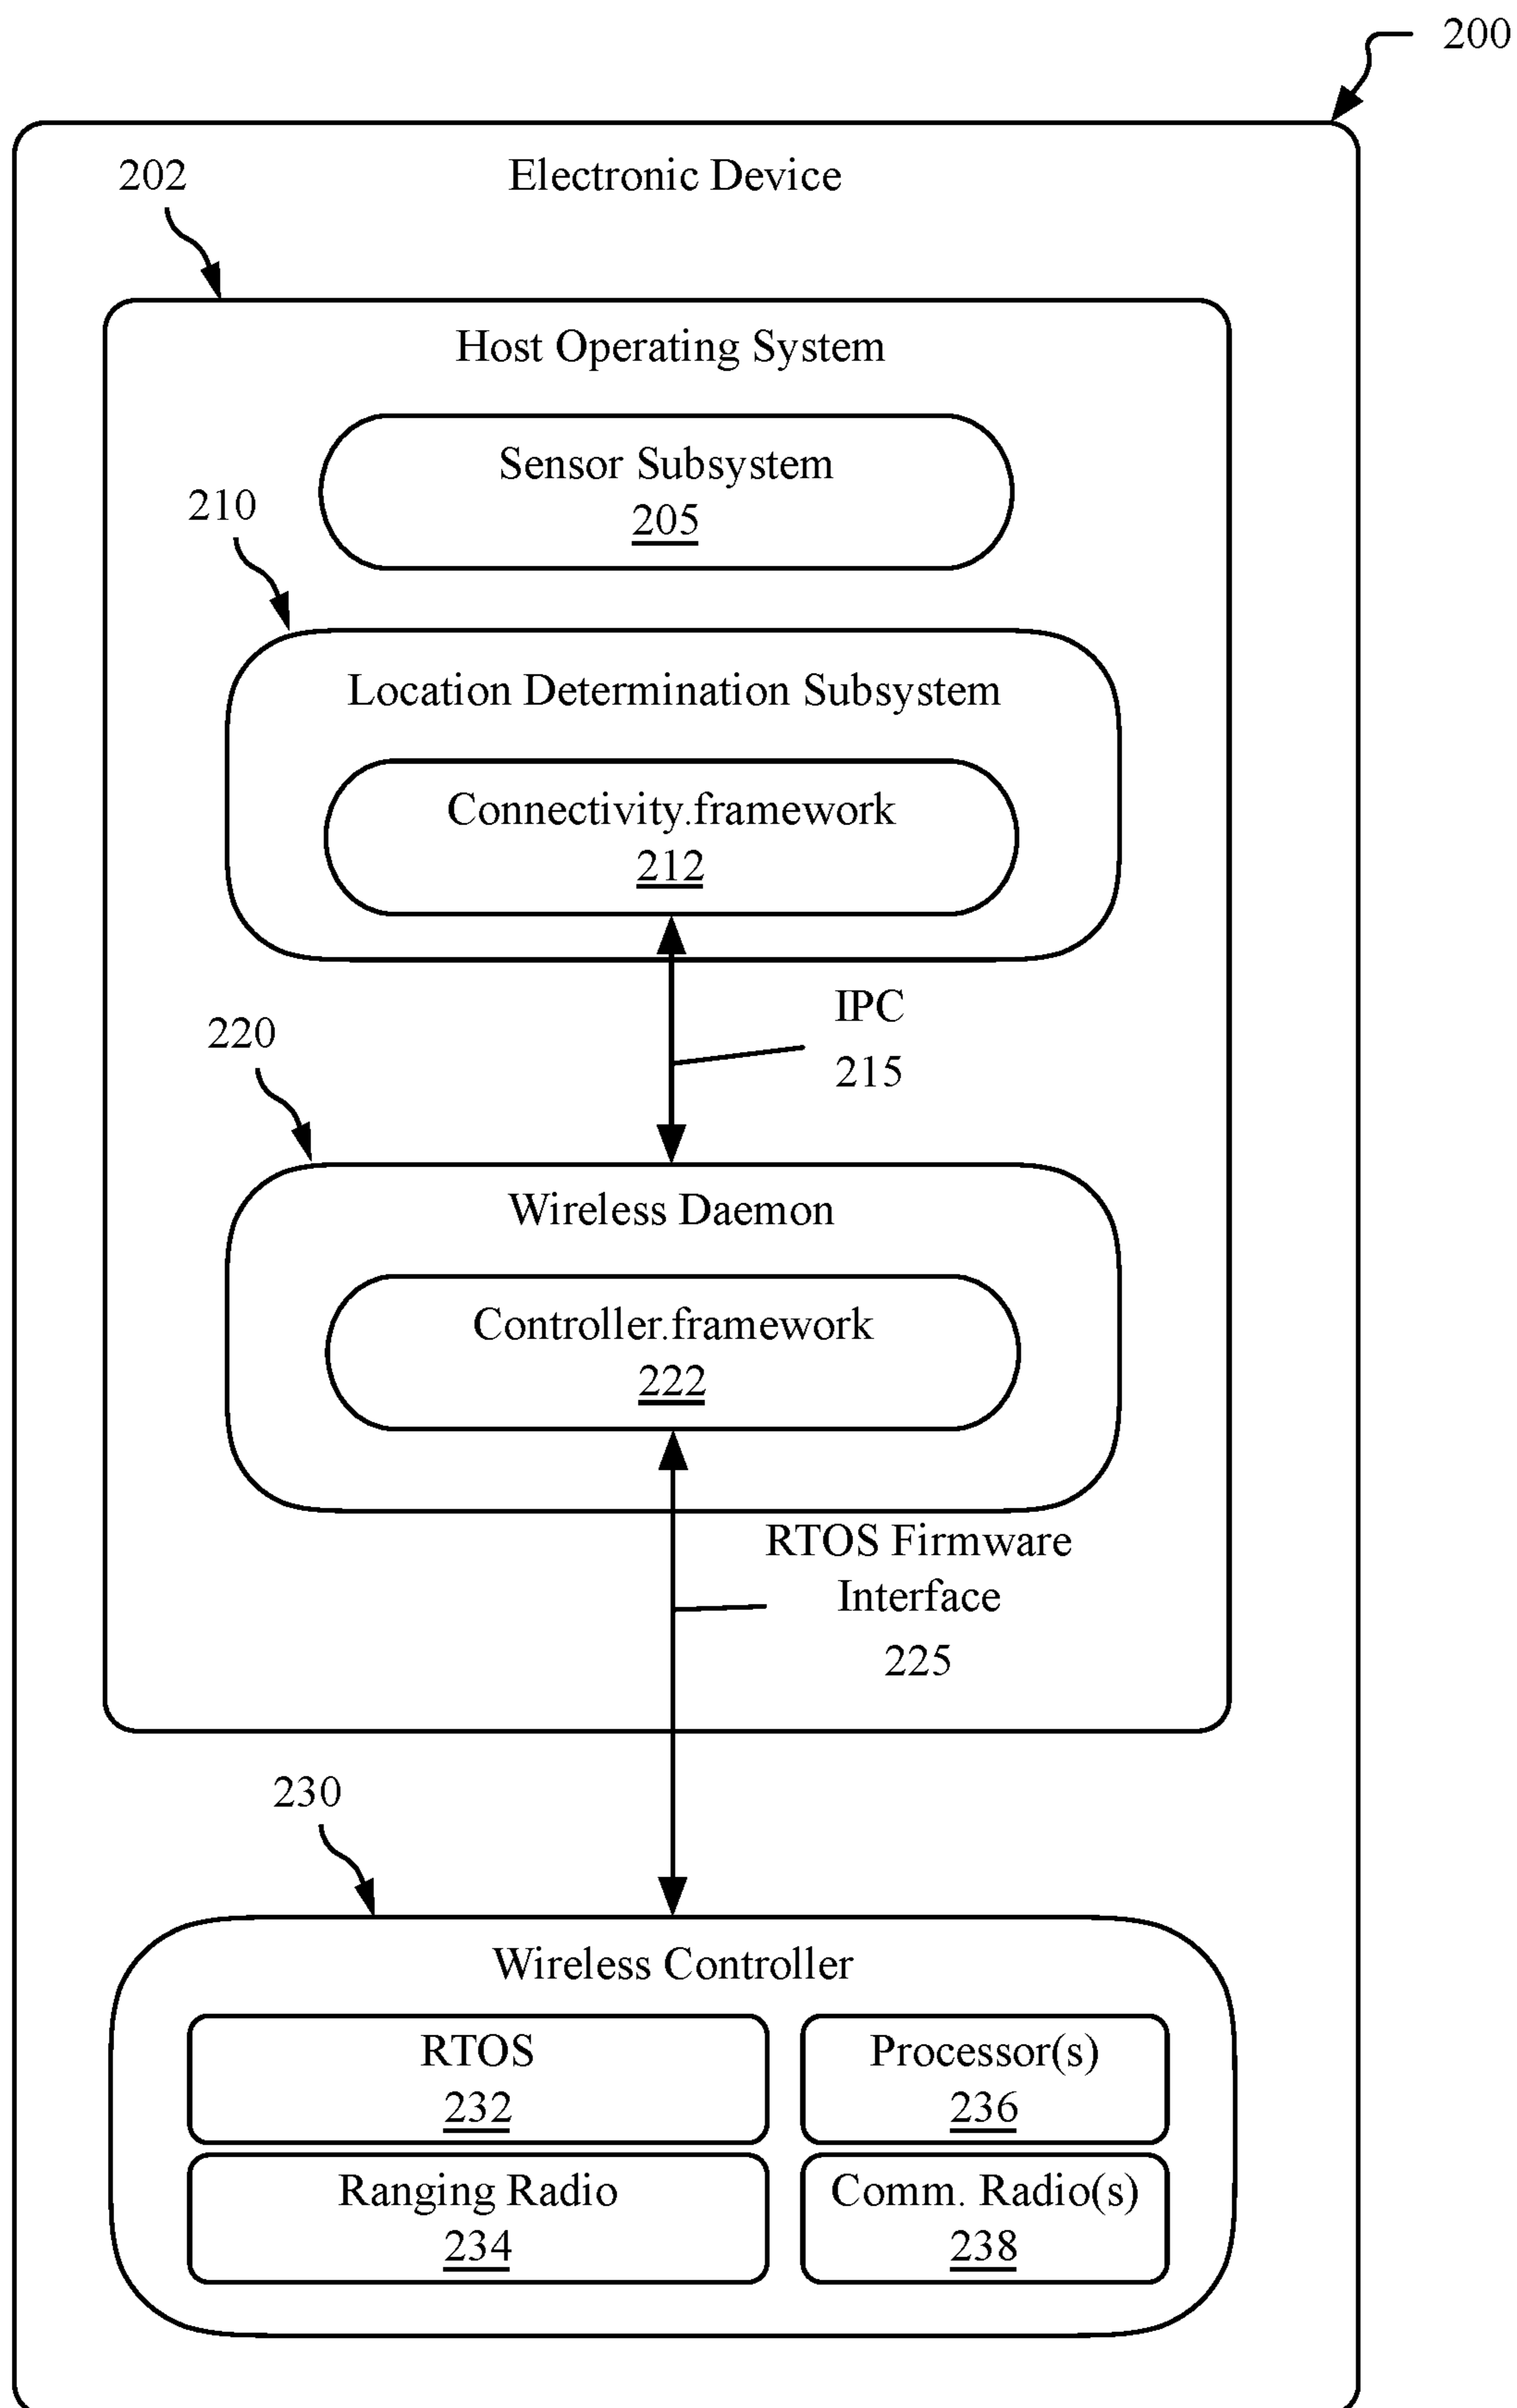 200
Electronic Device
202
Host Operating System
Sensor Subsystem
205
210
Location Determination Subsystem
Connectivity.framework
212
IPC
215
220
Wireless Daemon
Controller.framework
222
RTOS Firmware
Interface
225
230
Wireless Controller
RTOS
232
Processor(s)
236
Ranging Radio
234
Comm. Radio(s)
238